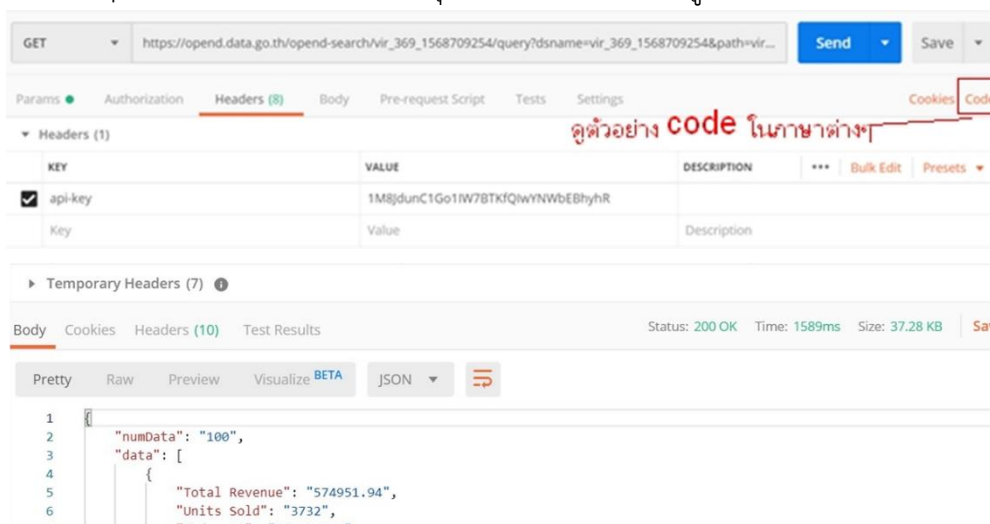 GET https://opend.data.go.th/opend-search/vir_369_1568709254/query?dsname=vir_369_1568709254&path=vir... Send Save
Params Authorization Headers (8) Body Pre-request Script Tests Settings Cookies Code
ดูตัวอย่าง code ในภาษาต่างๆ
Headers (1)
KEY VALUE DESCRIPTION ••• Bulk Edit Presets
api-key
Key Value Description
Temporary Headers (7)
Body Cookies Headers (10) Test Results Status: 200 OK Time: 1589ms Size: 37.28 KB Sav
Pretty Raw Preview Visualize BETA JSON
1 {
2 "numData": "100",
3 "data": [
4 {
5 "Total Revenue": "574951.94",
6 "Units Sold": "3732",